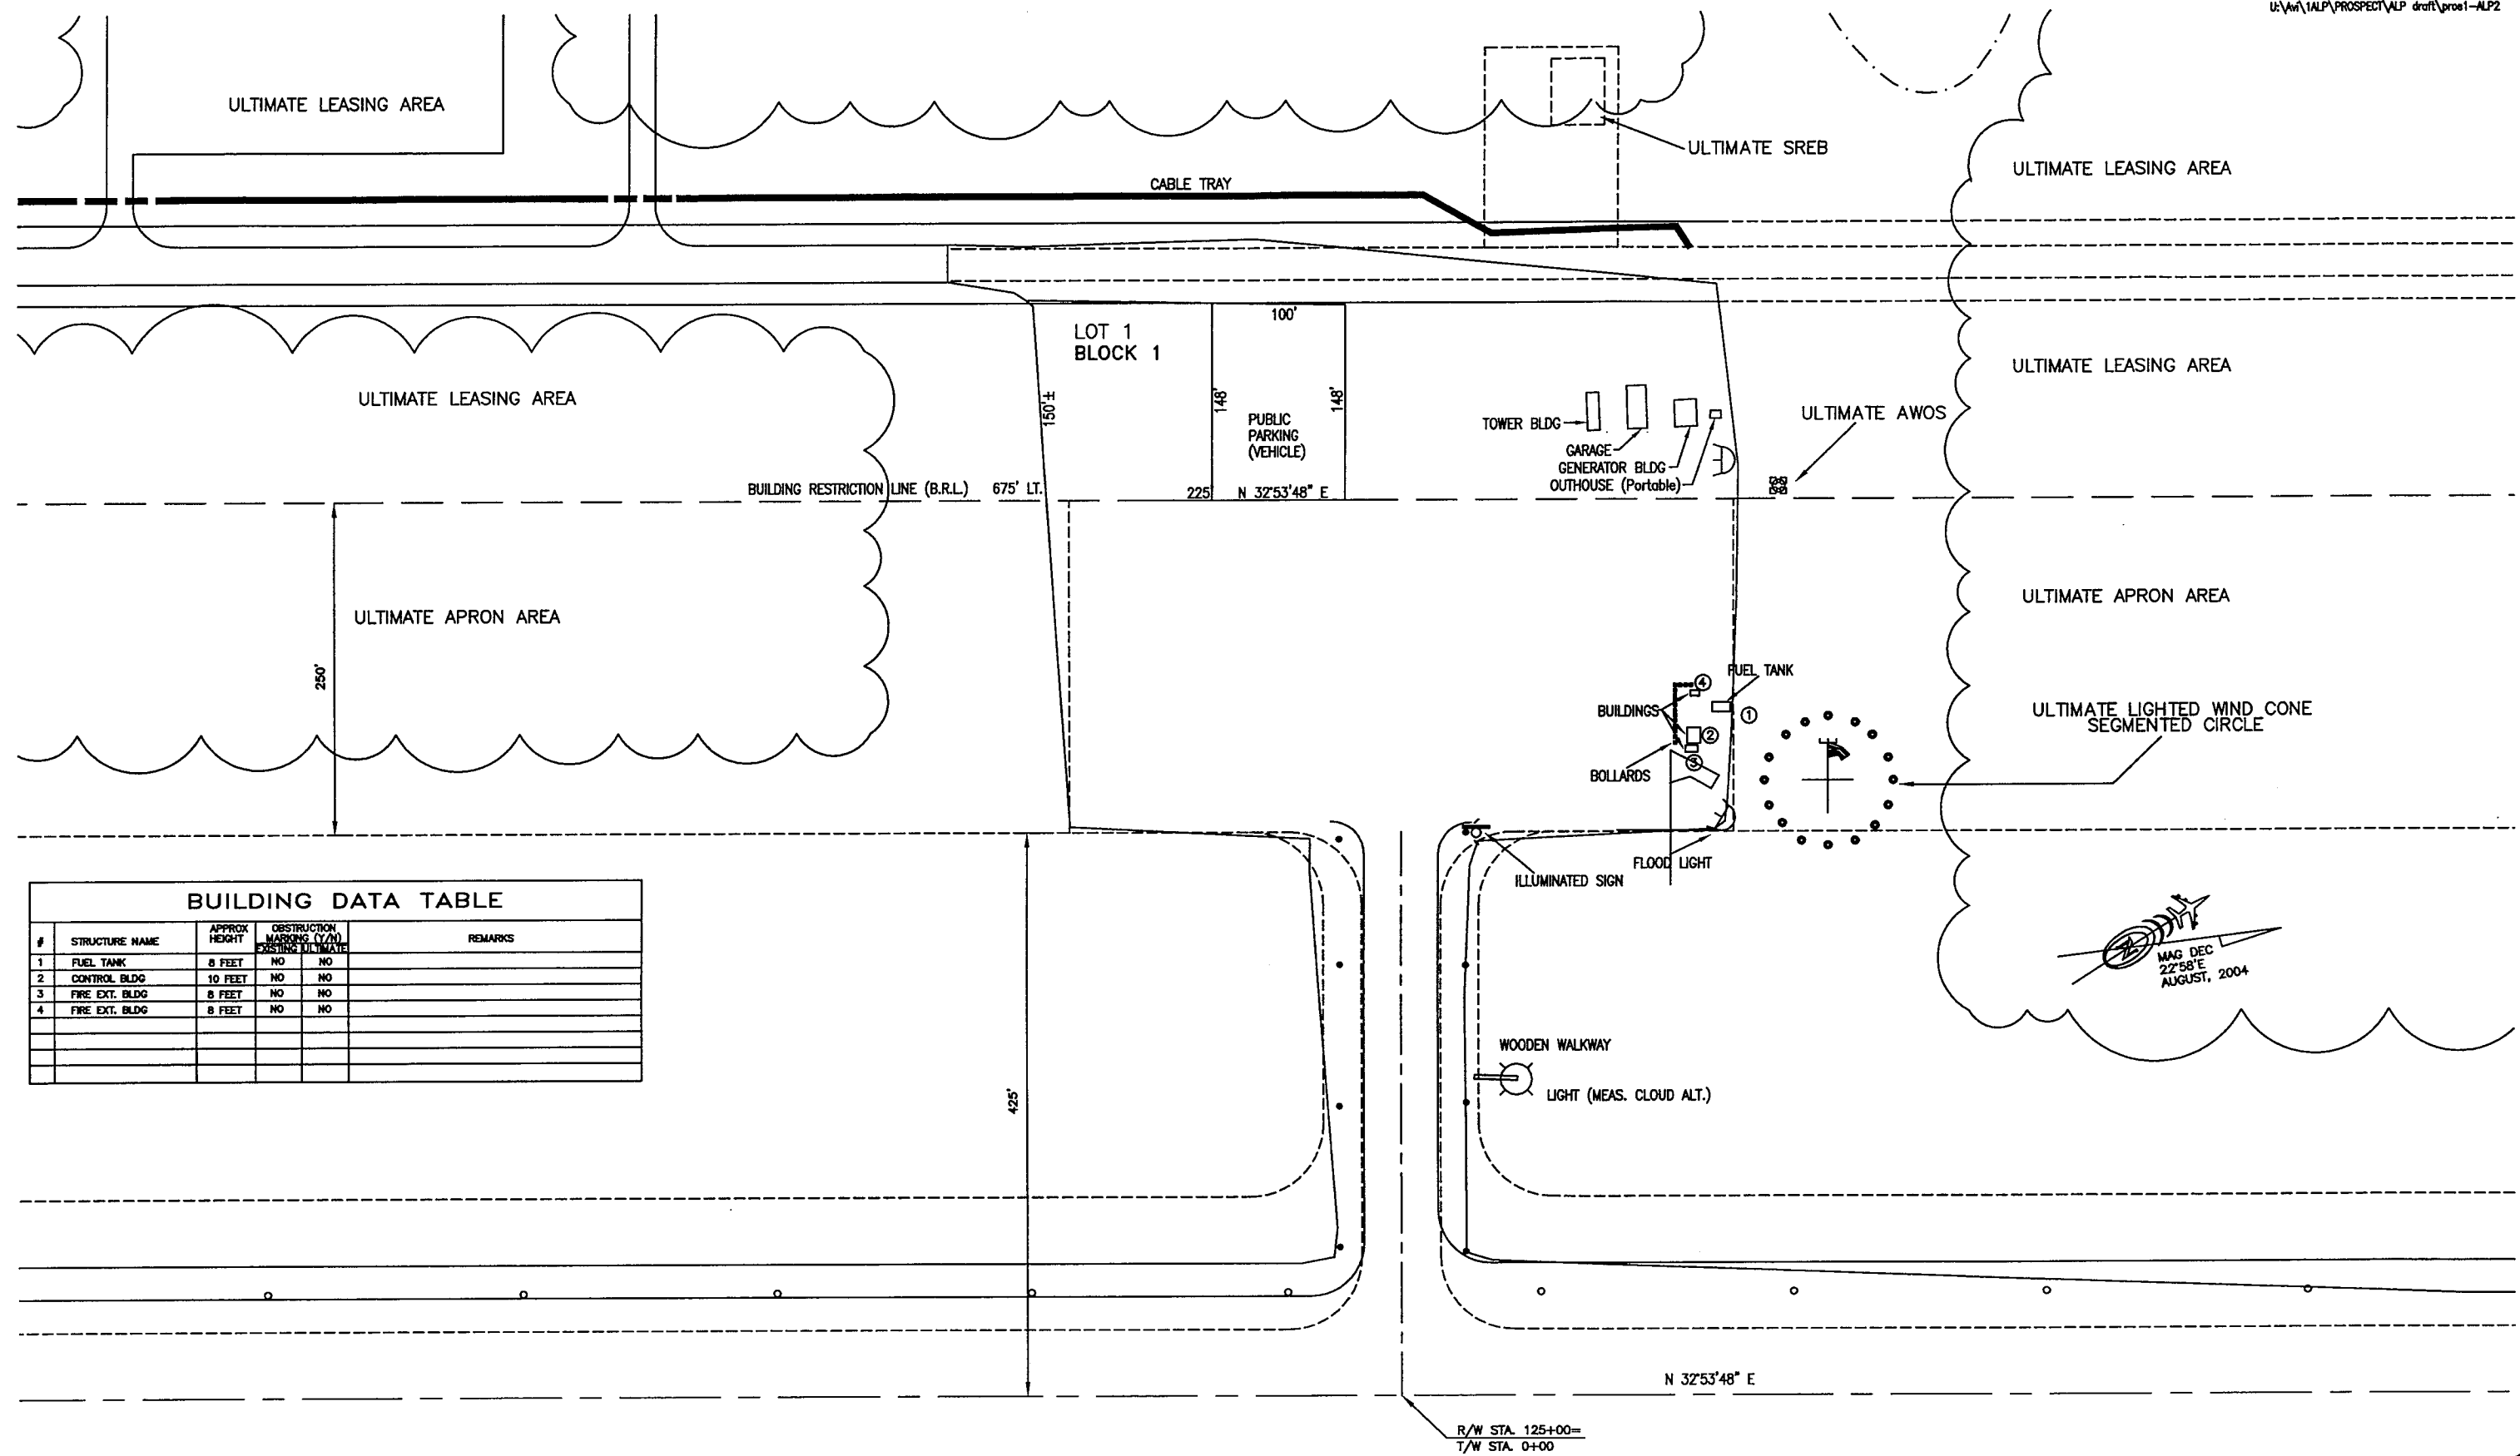 U:\Avi\1ALP\PROSPECT\ALP draft\pros1-ALP2
ULTIMATE LEASING AREA
ULTIMATE SREB
ULTIMATE LEASING AREA
CABLE TRAY
100'
LOT 1
BLOCK 1
ULTIMATE LEASING AREA
ULTIMATE LEASING AREA
150'±
148'
148'
PUBLIC
PARKING
(VEHICLE)
TOWER BLDG
GARAGE
GENERATOR BLDG
OUTHOUSE (Portable)
ULTIMATE AWOS
BUILDING RESTRICTION LINE (B.R.L.) 675' LT.
225
N 32°53'48" E
ULTIMATE APRON AREA
ULTIMATE APRON AREA
250'
FUEL TANK
4
BUILDINGS
1
2
3
BOLLARDS
ULTIMATE LIGHTED WIND CONE
SEGMENTED CIRCLE
FLOOD LIGHT
ILLUMINATED SIGN
BUILDING DATA TABLE
# STRUCTURE NAME APPROX HEIGHT OBSTRUCTION MARKING (Y/N) EXISTING ULTIMATE REMARKS
1 FUEL TANK 8 FEET NO NO
2 CONTROL BLDG 10 FEET NO NO
3 FIRE EXT. BLDG 8 FEET NO NO
4 FIRE EXT. BLDG 8 FEET NO NO
MAG DEC
22°58'E
AUGUST, 2004
WOODEN WALKWAY
LIGHT (MEAS. CLOUD ALT.)
425'
N 32°53'48" E
R/W STA. 125+00=
T/W STA. 0+00